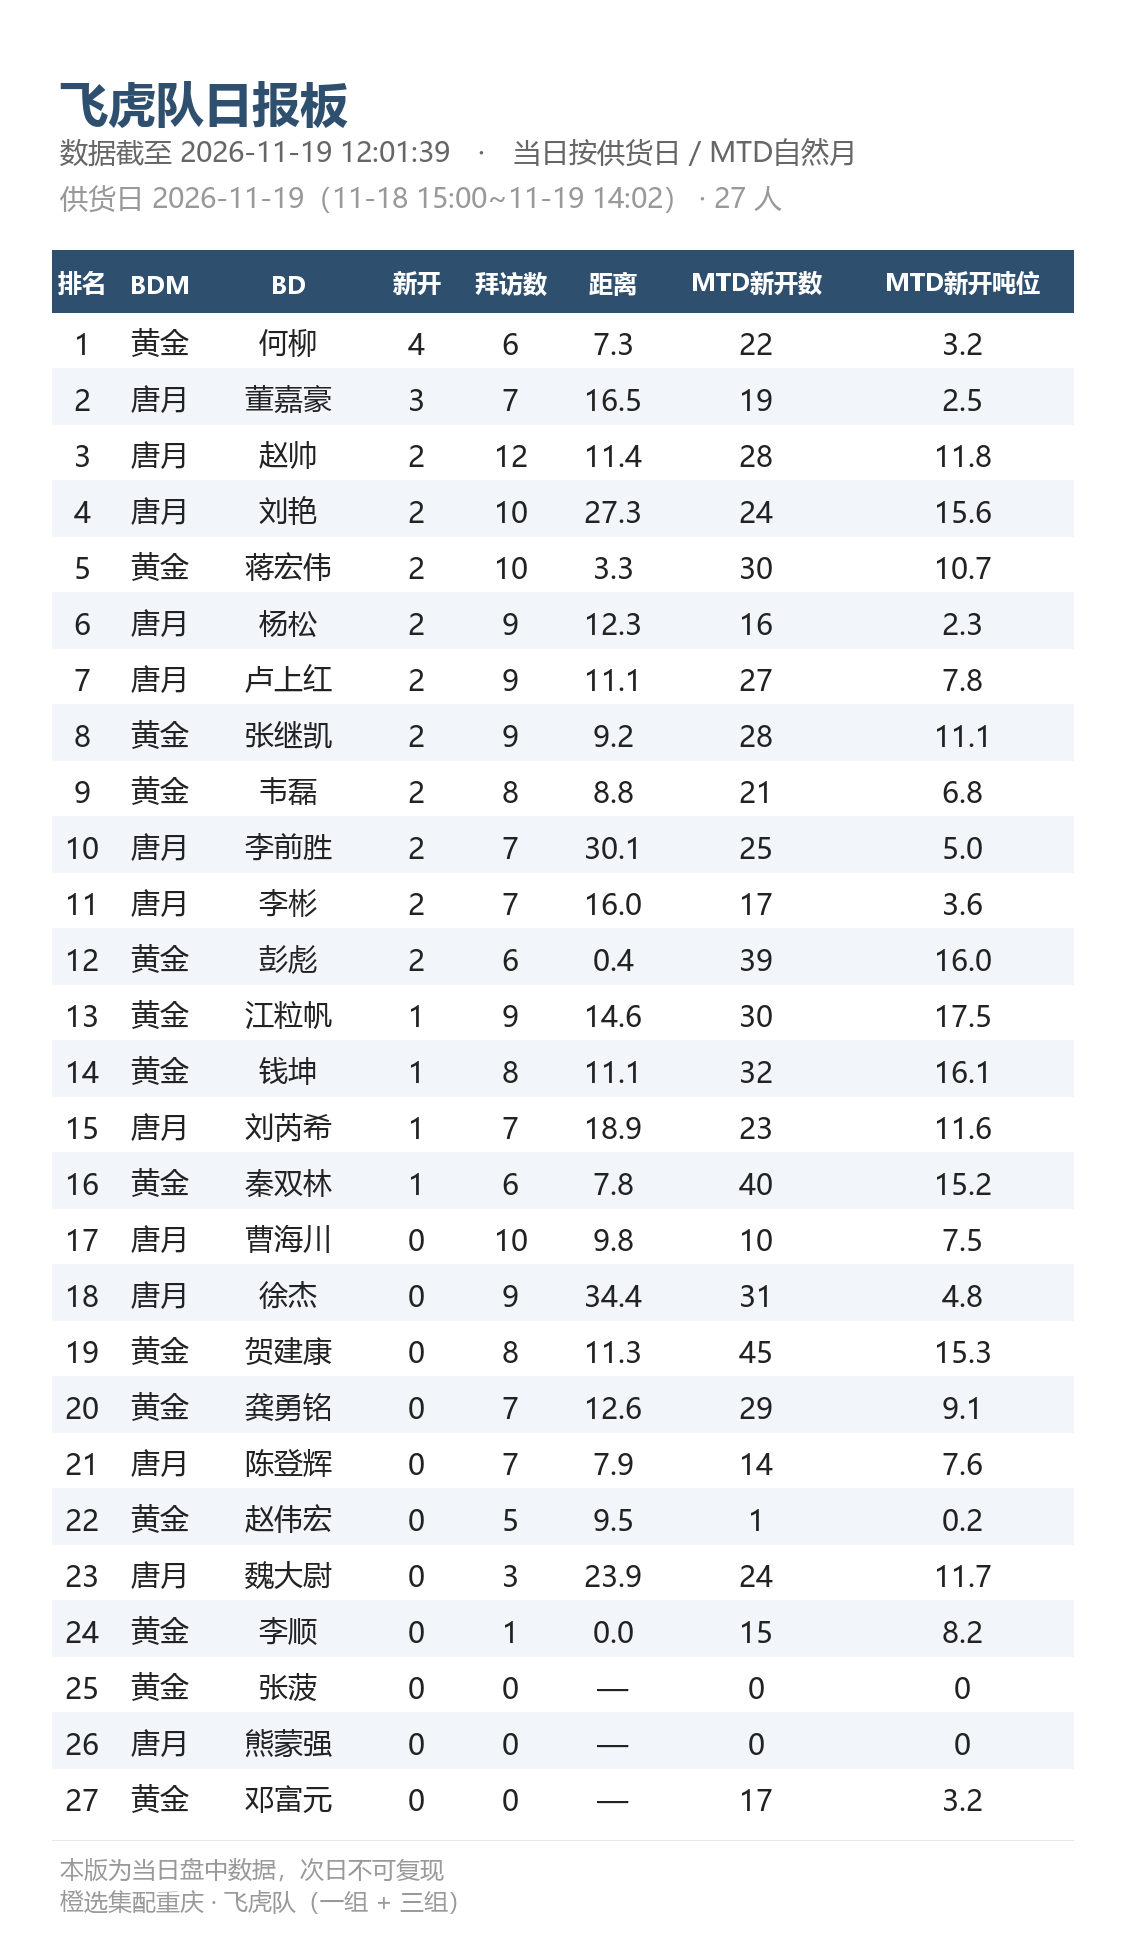 飞虎队日报板
数据截至 2026-11-19 12:01:39 · 当日按供货日 / MTD自然月
供货日 2026-11-19（11-18 15:00~11-19 14:02） · 27 人
排名 BDM BD 新开 拜访数 距离 MTD新开数 MTD新开吨位
1 黄金 何柳 4 6 7.3 22 3.2
2 唐月 董嘉豪 3 7 16.5 19 2.5
3 唐月 赵帅 2 12 11.4 28 11.8
4 唐月 刘艳 2 10 27.3 24 15.6
5 黄金 蒋宏伟 2 10 3.3 30 10.7
6 唐月 杨松 2 9 12.3 16 2.3
7 唐月 卢上红 2 9 11.1 27 7.8
8 黄金 张继凯 2 9 9.2 28 11.1
9 黄金 韦磊 2 8 8.8 21 6.8
10 唐月 李前胜 2 7 30.1 25 5.0
11 唐月 李彬 2 7 16.0 17 3.6
12 黄金 彭彪 2 6 0.4 39 16.0
13 黄金 江粒帆 1 9 14.6 30 17.5
14 黄金 钱坤 1 8 11.1 32 16.1
15 唐月 刘芮希 1 7 18.9 23 11.6
16 黄金 秦双林 1 6 7.8 40 15.2
17 唐月 曹海川 0 10 9.8 10 7.5
18 唐月 徐杰 0 9 34.4 31 4.8
19 黄金 贺建康 0 8 11.3 45 15.3
20 黄金 龚勇铭 0 7 12.6 29 9.1
21 唐月 陈登辉 0 7 7.9 14 7.6
22 黄金 赵伟宏 0 5 9.5 1 0.2
23 唐月 魏大尉 0 3 23.9 24 11.7
24 黄金 李顺 0 1 0.0 15 8.2
25 黄金 张菠 0 0 — 0 0
26 唐月 熊蒙强 0 0 — 0 0
27 黄金 邓富元 0 0 — 17 3.2
本版为当日盘中数据，次日不可复现
橙选集配重庆 · 飞虎队（一组 + 三组）